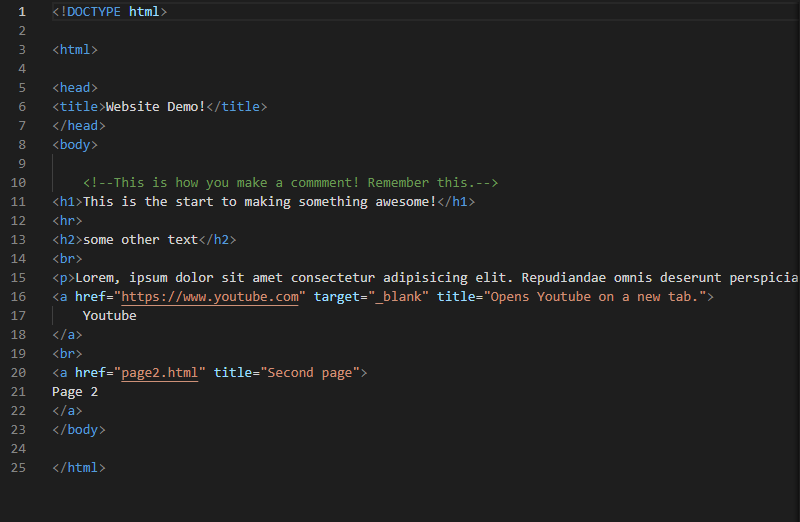 1 <!DOCTYPE html>
2
3 <html>
4
5 <head>
6 <title>Website Demo!</title>
7 </head>
8 <body>
9
10 <!--This is how you make a commment! Remember this.-->
11 <h1>This is the start to making something awesome!</h1>
12 <hr>
13 <h2>some other text</h2>
14 <br>
15 <p>Lorem, ipsum dolor sit amet consectetur adipisicing elit. Repudiandae omnis deserunt perspicia
16 <a href="https://www.youtube.com" target="_blank" title="Opens Youtube on a new tab.">
17 Youtube
18 </a>
19 <br>
20 <a href="page2.html" title="Second page">
21 Page 2
22 </a>
23 </body>
24
25 </html>